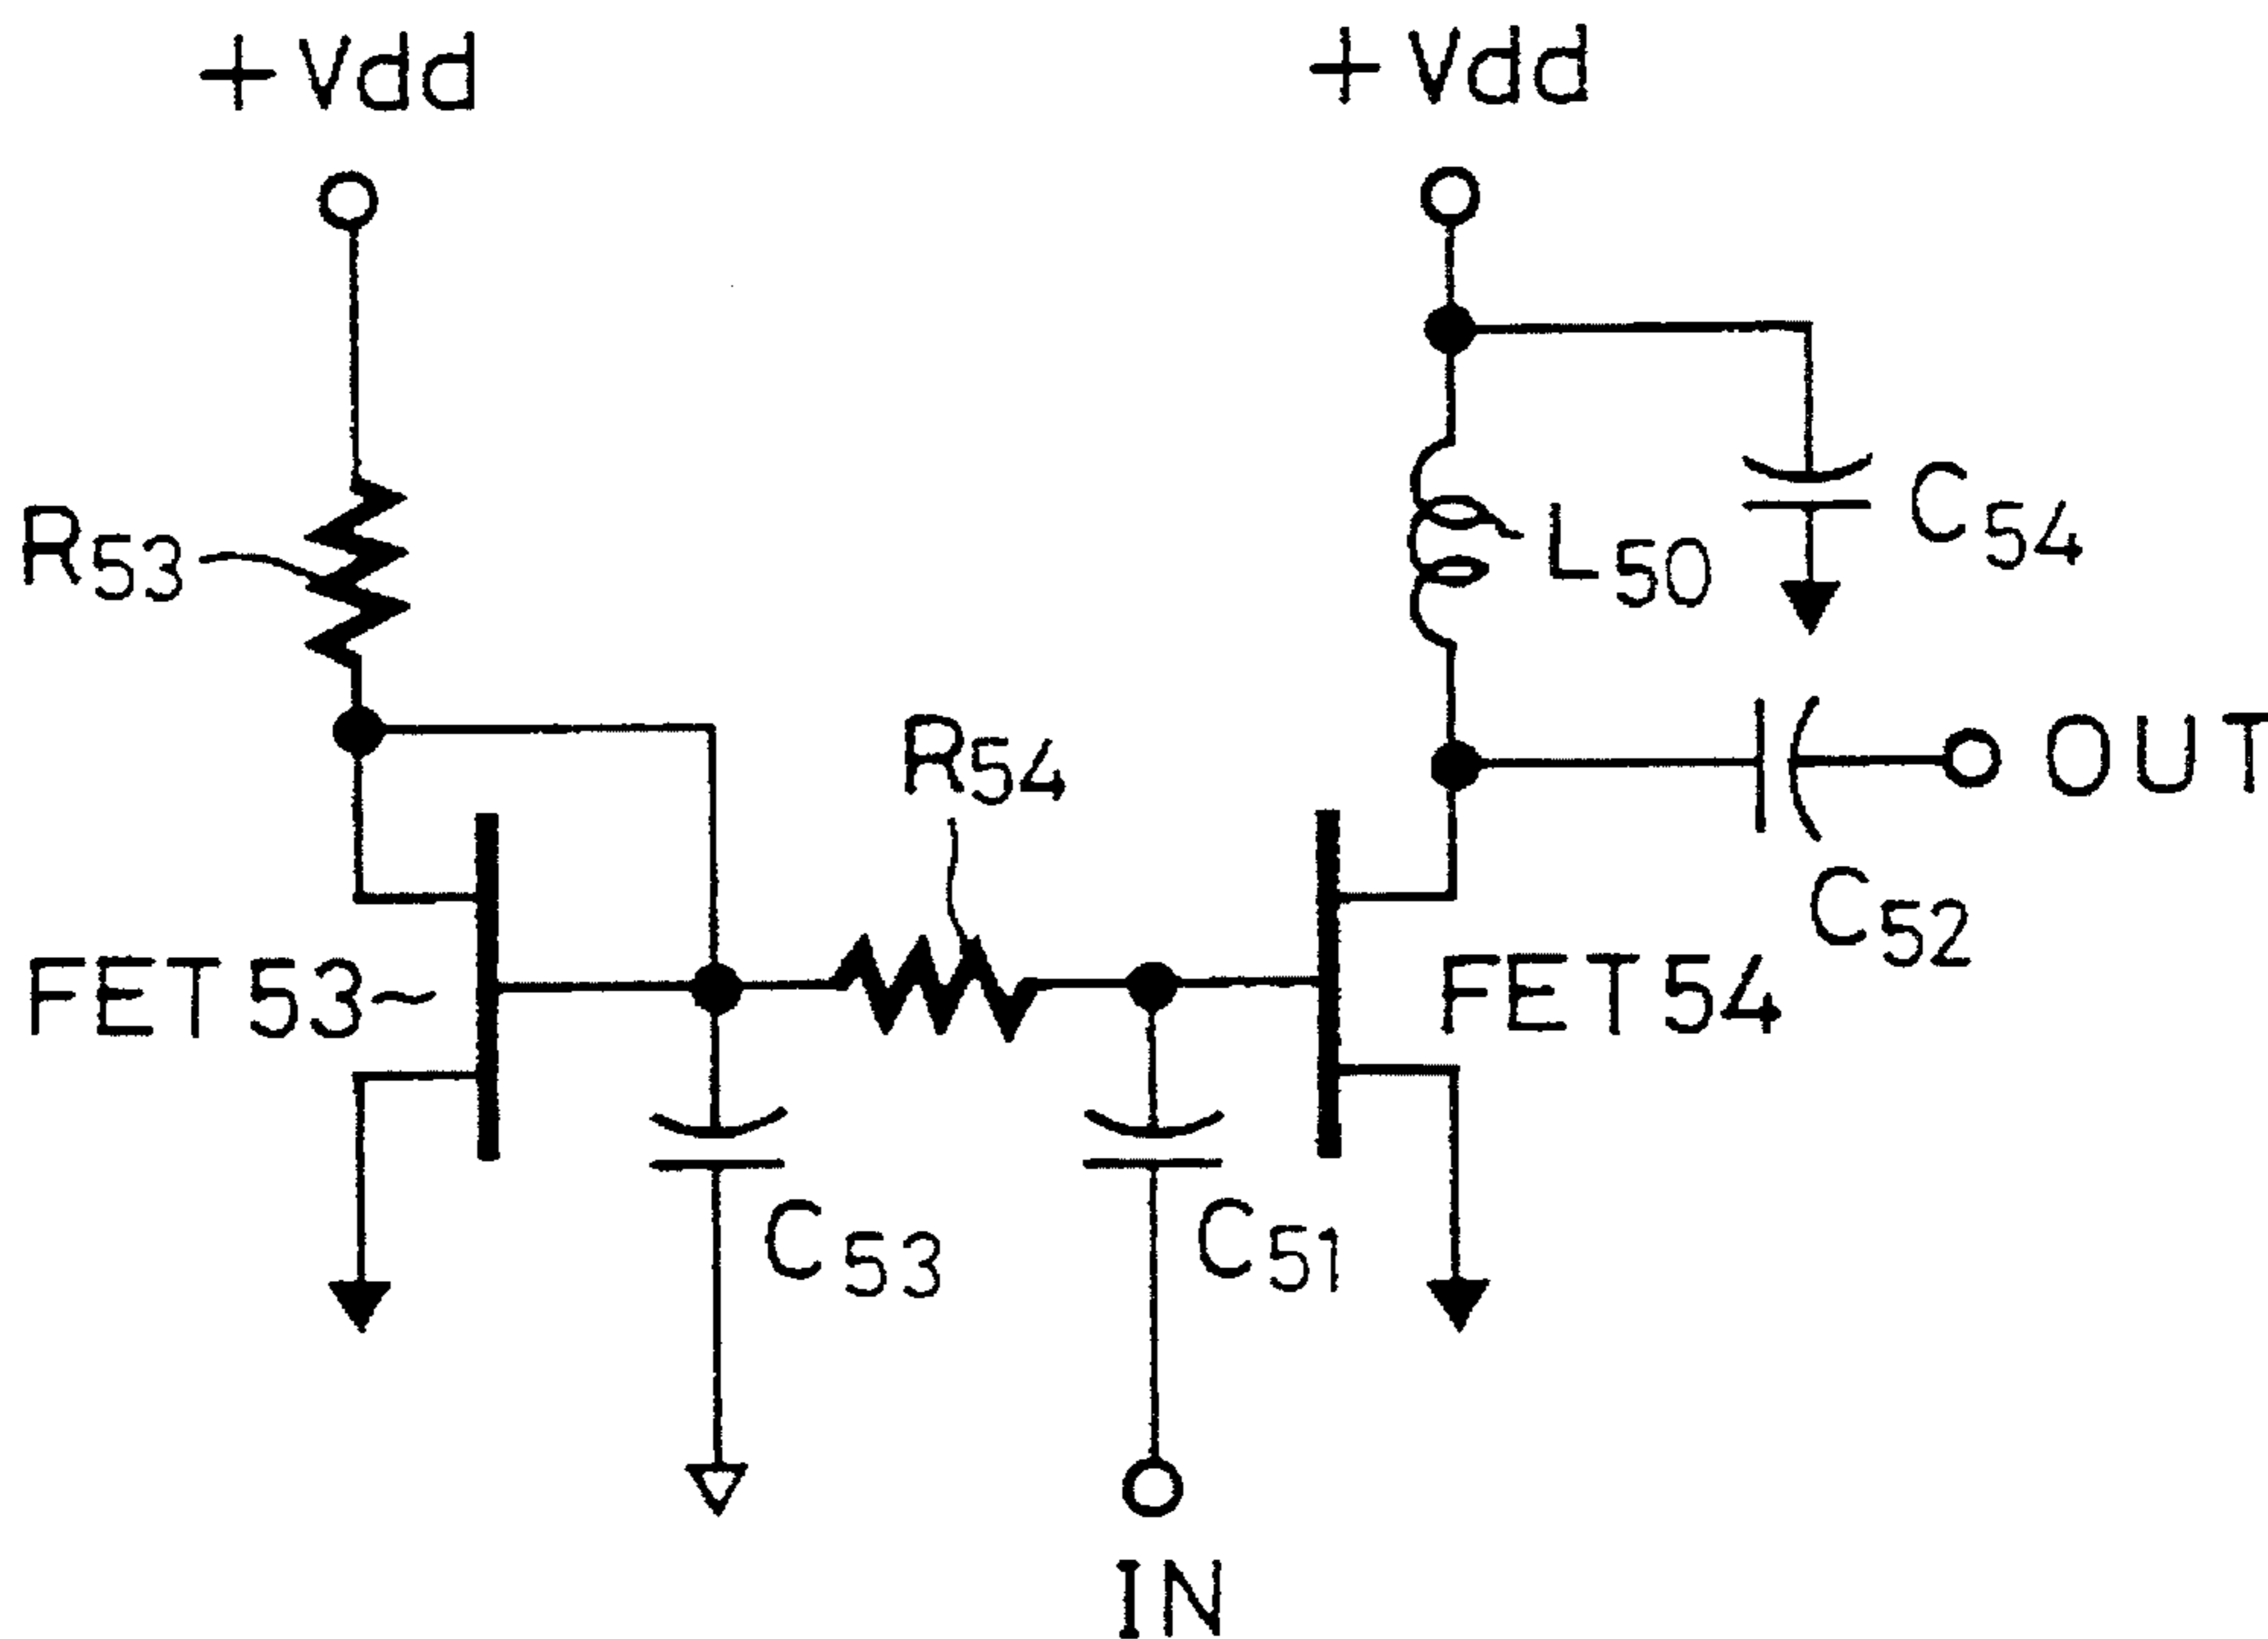 +Vdd
+Vdd
R53
L50
C54
R54
OUT
C52
FET53~
FET54
C53
C51
IN